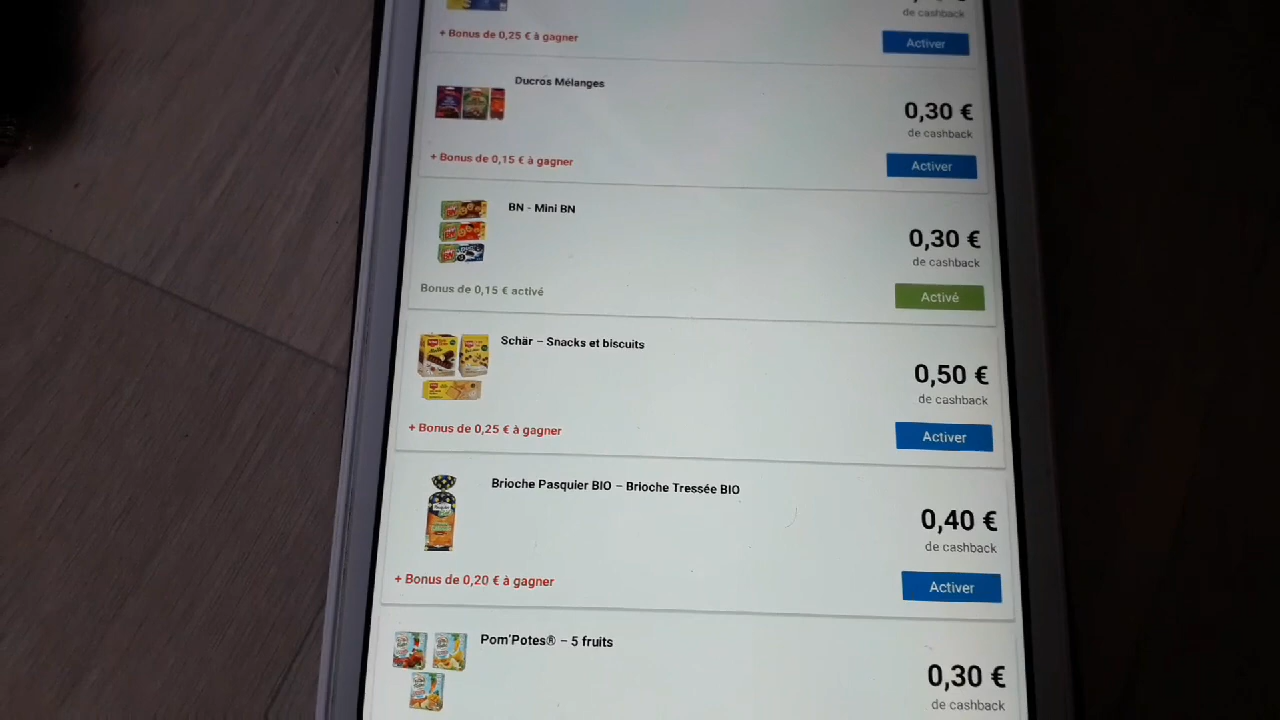 de cashback
+ Bonus de 0,25 € à gagner
Activer
Ducros Mélanges
0,30 €
de cashback
+ Bonus de 0,15 € à gagner
Activer
BN - Mini BN
0,30 €
de cashback
Bonus de 0,15 € activé
Activé
Schär – Snacks et biscuits
0,50 €
de cashback
+ Bonus de 0,25 € à gagner
Activer
Brioche Pasquier BIO – Brioche Tressée BIO
0,40 €
de cashback
+ Bonus de 0,20 € à gagner
Activer
Pom'Potes® – 5 fruits
0,30 €
de cashback